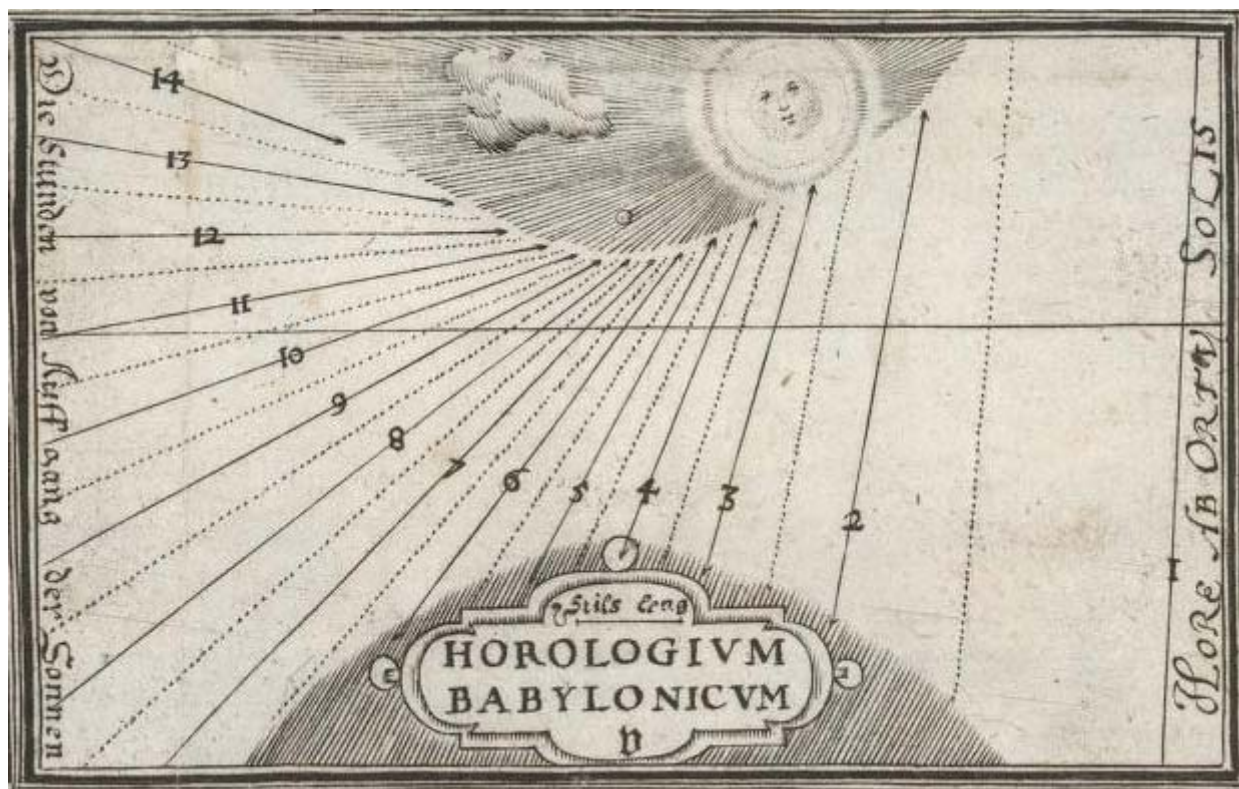 Die Stunden von Auffgang der Sonnen
14
13
12
11
10
9
8
7
6
5
4
3
2
1
HORE AB ORTV SOLIS
Stils leng
HOROLOGIVM
BABYLONICVM